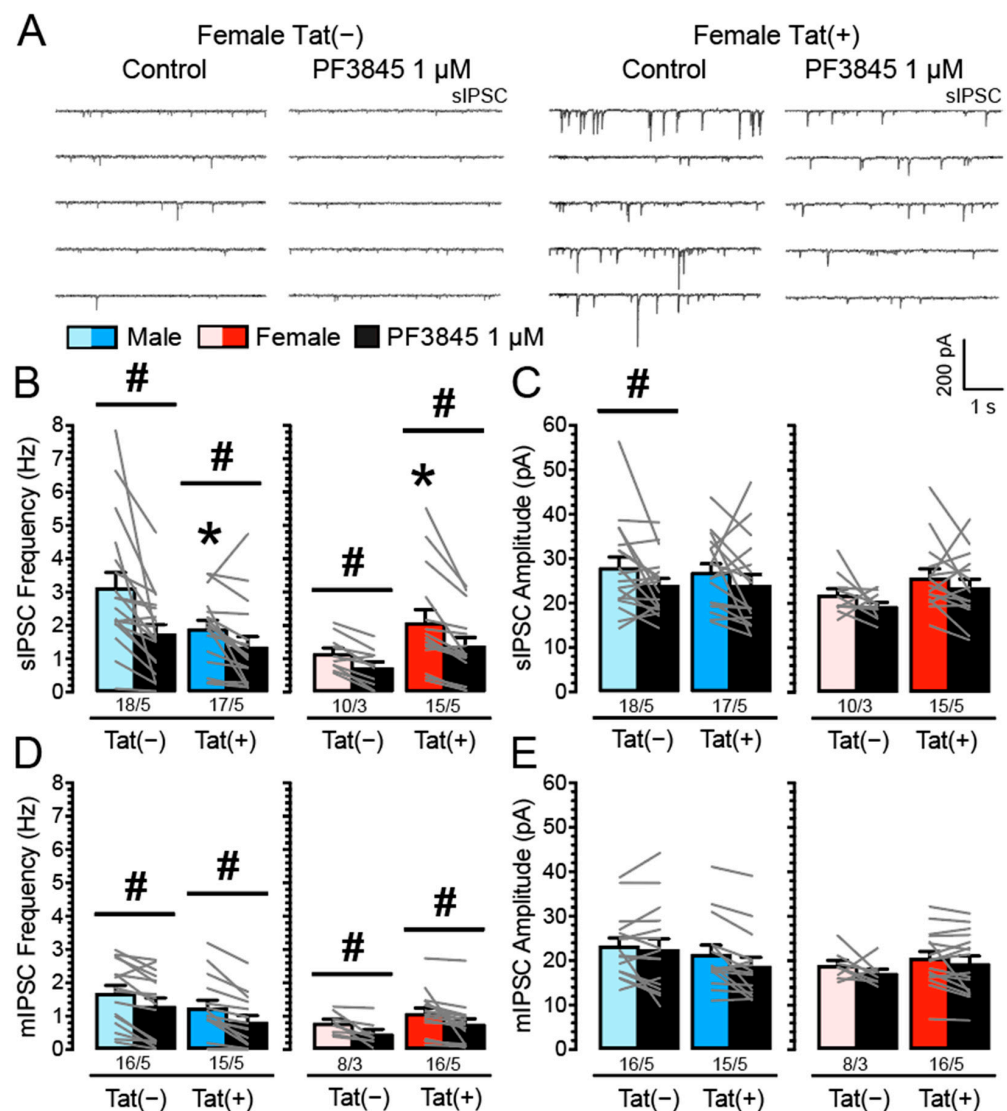 A
Female Tat(−) Female Tat(+)
Control PF3845 1 µM Control PF3845 1 µM
sIPSC sIPSC
Male Female PF3845 1 µM
200 pA
1 s
B
# # # #
* *
sIPSC Frequency (Hz)
8
7
6
5
4
3
2
1
0
18/5 17/5 10/3 15/5
Tat(−) Tat(+) Tat(−) Tat(+)
C
#
sIPSC Amplitude (pA)
60
50
40
30
20
10
0
18/5 17/5 10/3 15/5
Tat(−) Tat(+) Tat(−) Tat(+)
D
# # # #
mIPSC Frequency (Hz)
8
7
6
5
4
3
2
1
0
16/5 15/5 8/3 16/5
Tat(−) Tat(+) Tat(−) Tat(+)
E
mIPSC Amplitude (pA)
60
50
40
30
20
10
0
16/5 15/5 8/3 16/5
Tat(−) Tat(+) Tat(−) Tat(+)